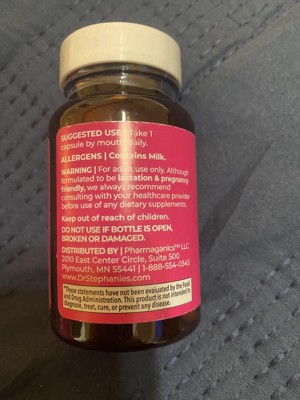 SUGGESTED USE | Take 1
capsule by mouth daily.
ALLERGENS | Contains Milk.
WARNING | For adult use only. Although
formulated to be lactation & pregnancy
friendly, we always recommend
consulting with your healthcare provider
before use of any dietary supplements.
Keep out of reach of children.
DO NOT USE IF BOTTLE IS OPEN,
BROKEN OR DAMAGED.
DISTRIBUTED BY | Pharmaganics™ LLC
2010 East Center Circle, Suite 500
Plymouth, MN 55441 | 1-888-554-0345
www.DrStephanies.com
*These statements have not been evaluated by the Food
and Drug Administration. This product is not intended to
diagnose, treat, cure, or prevent any disease.